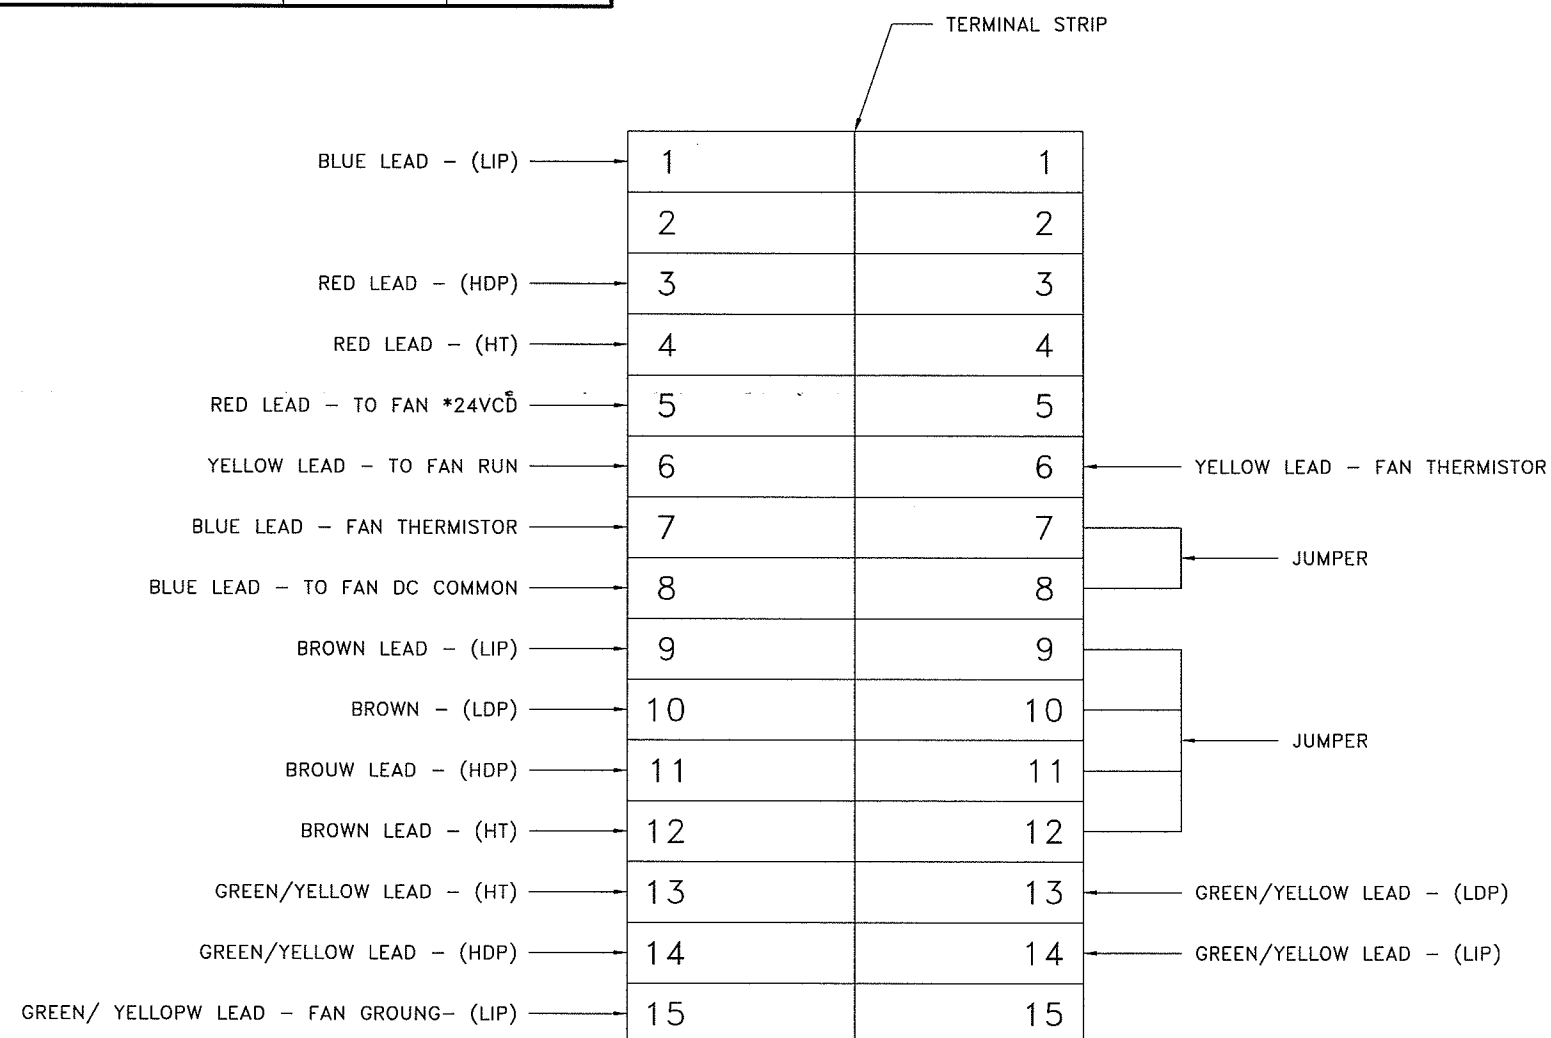 TERMINAL STRIP
BLUE LEAD - (LIP) 1 1
2 2
RED LEAD - (HDP) 3 3
RED LEAD - (HT) 4 4
RED LEAD - TO FAN *24VCD 5 5
YELLOW LEAD - TO FAN RUN 6 6 YELLOW LEAD - FAN THERMISTOR
BLUE LEAD - FAN THERMISTOR 7 7
JUMPER
BLUE LEAD - TO FAN DC COMMON 8 8
BROWN LEAD - (LIP) 9 9
BROWN - (LDP) 10 10
JUMPER
BROUW LEAD - (HDP) 11 11
BROWN LEAD - (HT) 12 12
GREEN/YELLOW LEAD - (HT) 13 13 GREEN/YELLOW LEAD - (LDP)
GREEN/YELLOW LEAD - (HDP) 14 14 GREEN/YELLOW LEAD - (LIP)
GREEN/ YELLOPW LEAD - FAN GROUNG- (LIP) 15 15